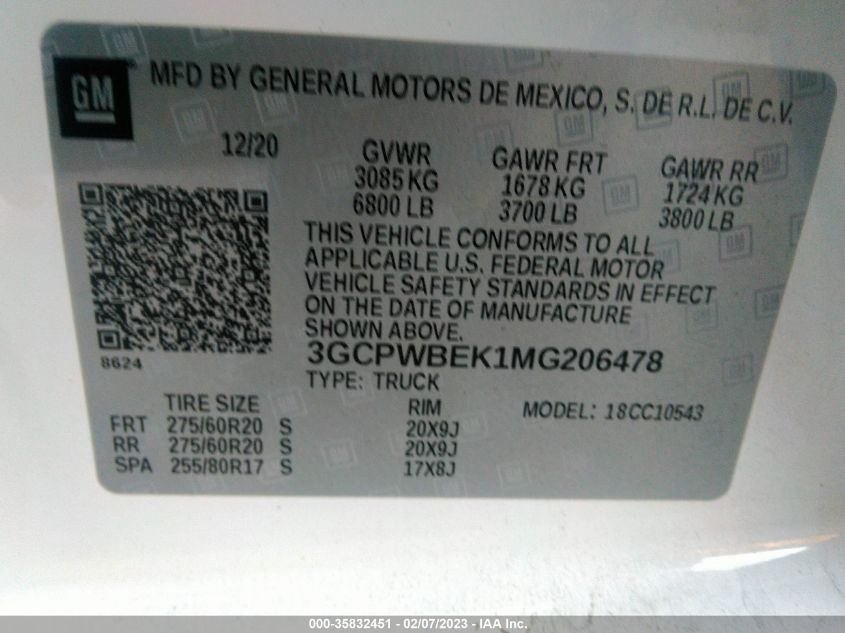 GM
MFD BY GENERAL MOTORS DE MEXICO, S. DE R.L. DE C.V.
12/20
GVWR GAWR FRT GAWR RR
3085 KG 1678 KG 1724 KG
6800 LB 3700 LB 3800 LB
THIS VEHICLE CONFORMS TO ALL
APPLICABLE U.S. FEDERAL MOTOR
VEHICLE SAFETY STANDARDS IN EFFECT
ON THE DATE OF MANUFACTURE
SHOWN ABOVE.
8624
3GCPWBEK1MG206478
TYPE: TRUCK
TIRE SIZE RIM MODEL: 18CC10543
FRT 275/60R20 S 20X9J
RR 275/60R20 S 20X9J
SPA 255/80R17 S 17X8J
000-35832451 - 02/07/2023 - IAA Inc.